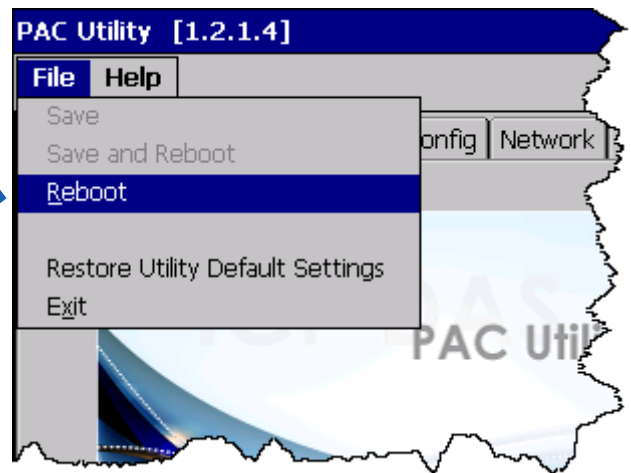 PAC Utility [1.2.1.4]
File Help
Save
Save and Reboot
Reboot
Restore Utility Default Settings
Exit
onfig Network
PAC Utili